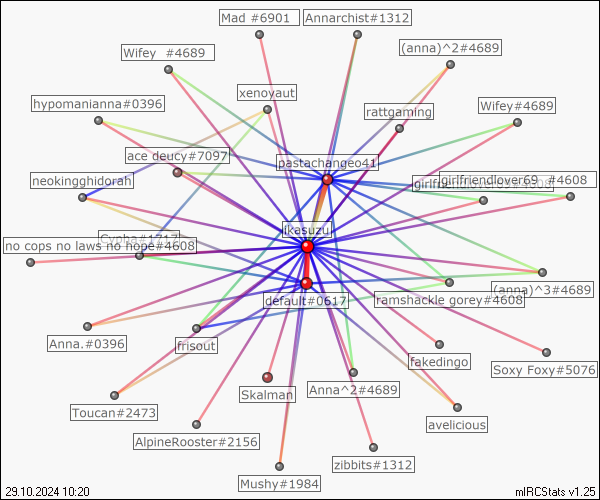 Mad #6901
Annarchist#1312
Wifey #4689
(anna)^2#4689
xenoyaut
hypomanianna#0396
rattgaming
Wifey#4689
ace deucy#7097
pastachangeo41
neokingghidorah
girlfriendlover69 #4608
Ikasuzu
Cypha#1717
no cops no laws n no hope#4608
(anna)^3#4689
default#0617
ramshackle gorey#4608
Anna.#0396
frisout
fakedingo
Soxy Foxy#5076
Skalman
Anna^2#4689
Toucan#2473
avelicious
AlpineRooster#2156
zibbits#1312
Mushy#1984
29.10.2024 10:20
mIRCStats v1.25